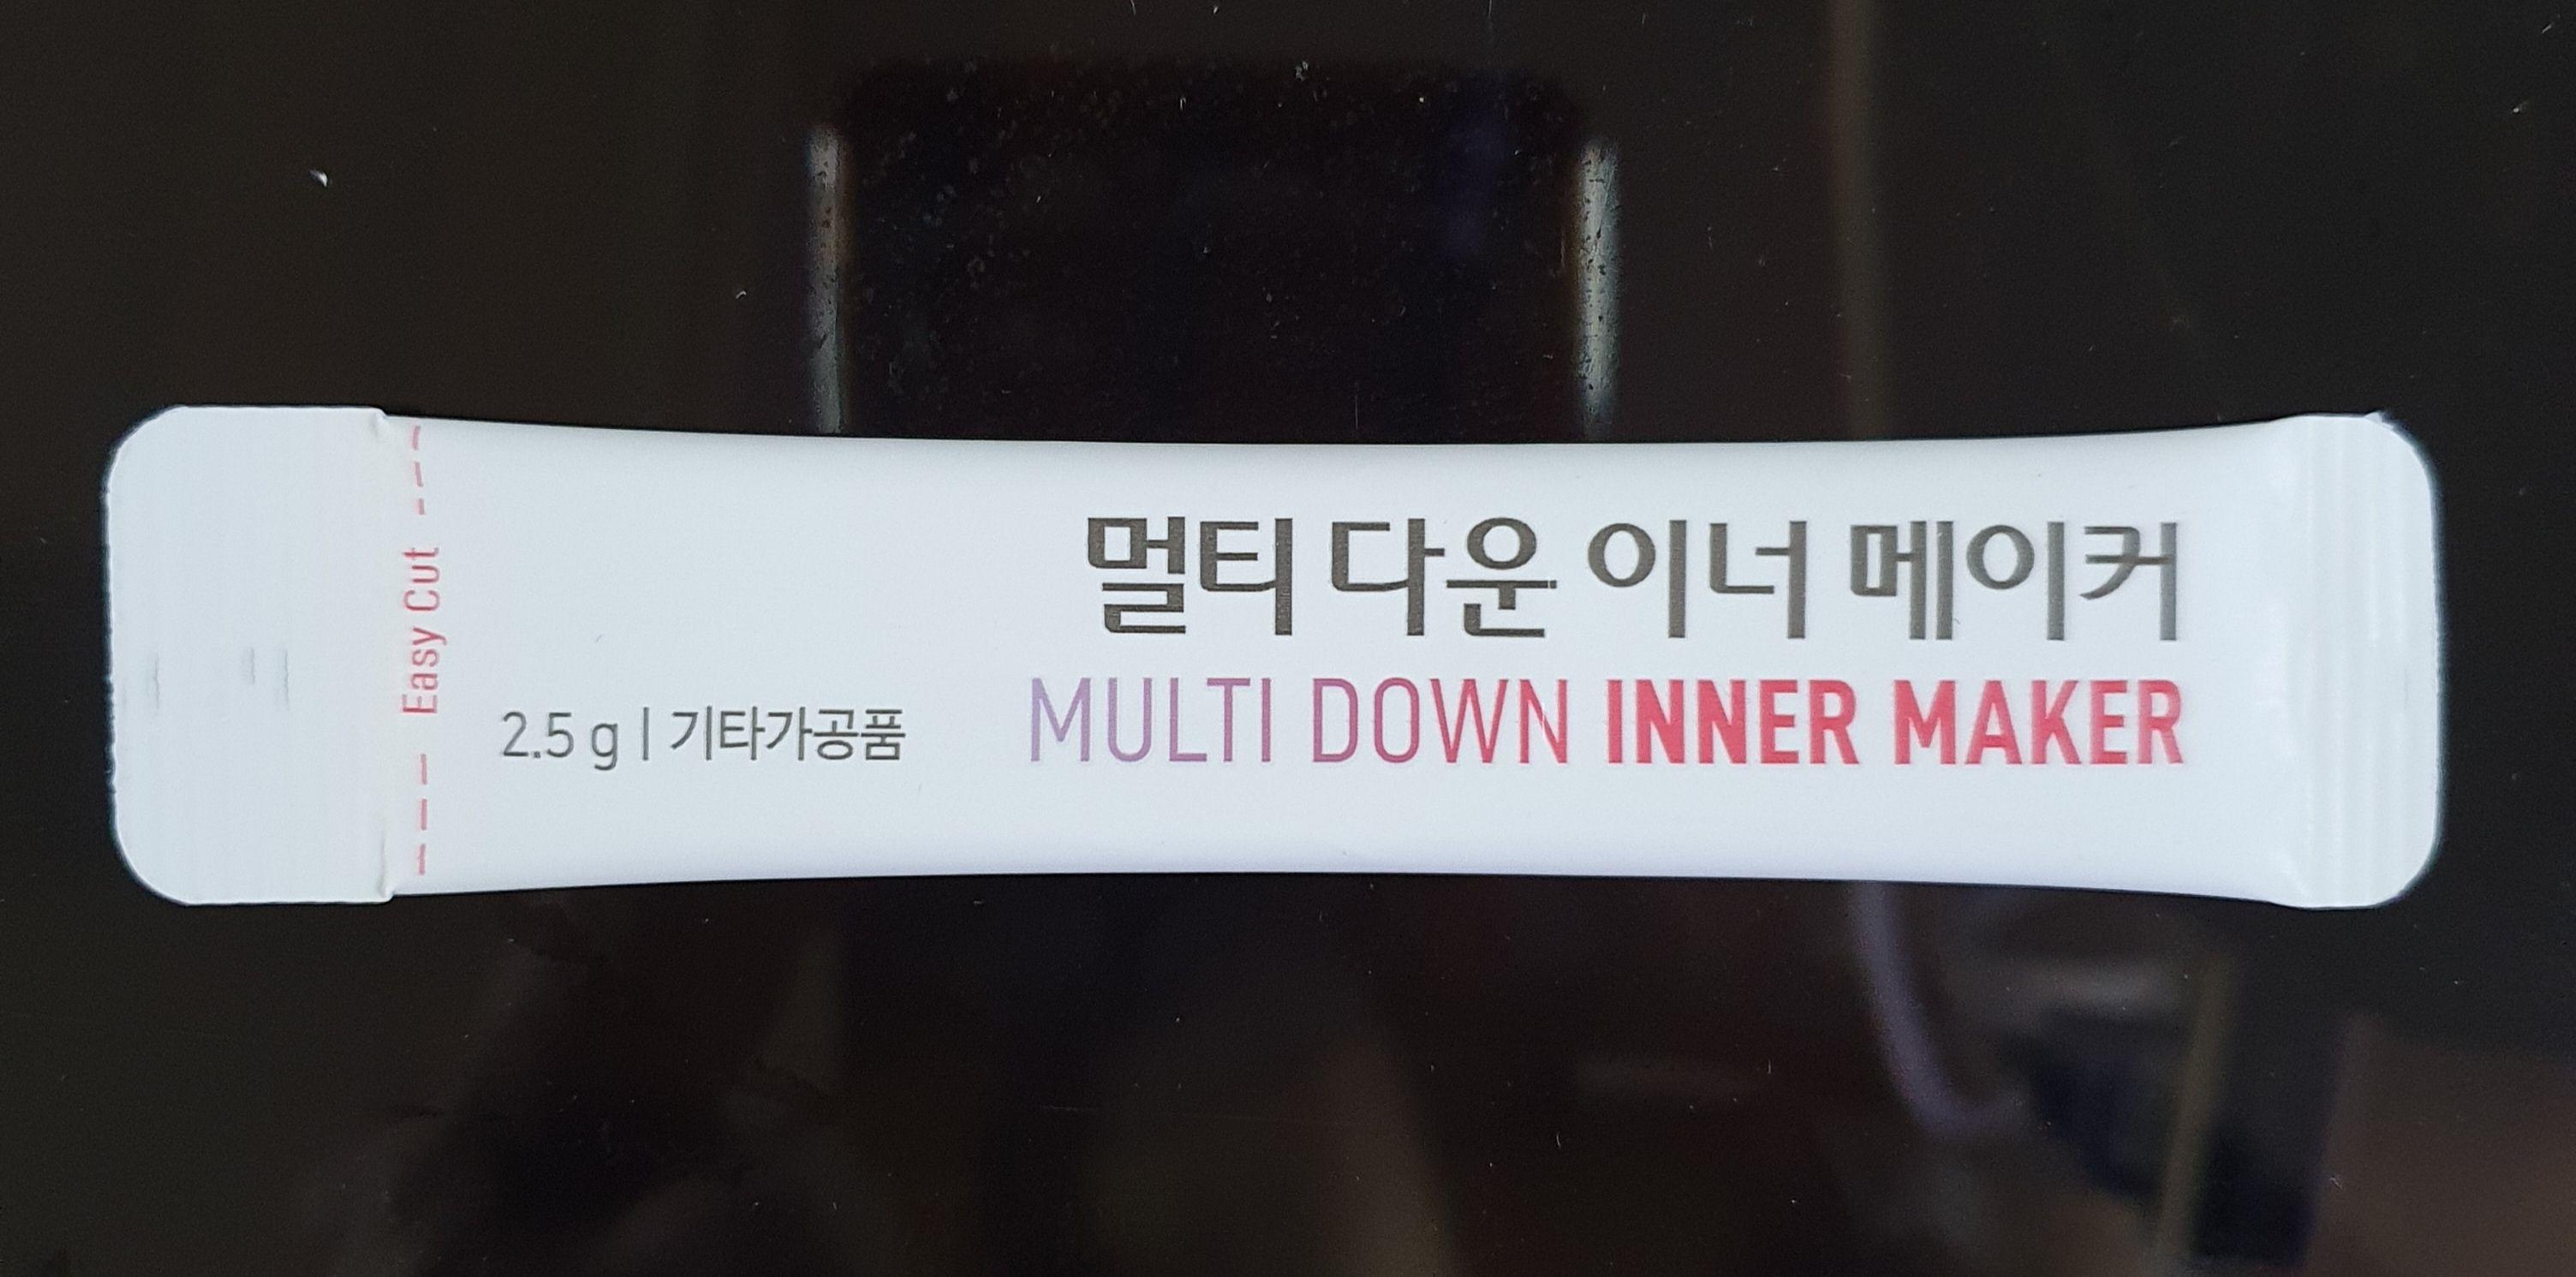 멀티 다운 이너 메이커
MULTI DOWN INNER MAKER
2.5 g | 기타가공품
Easy Cut